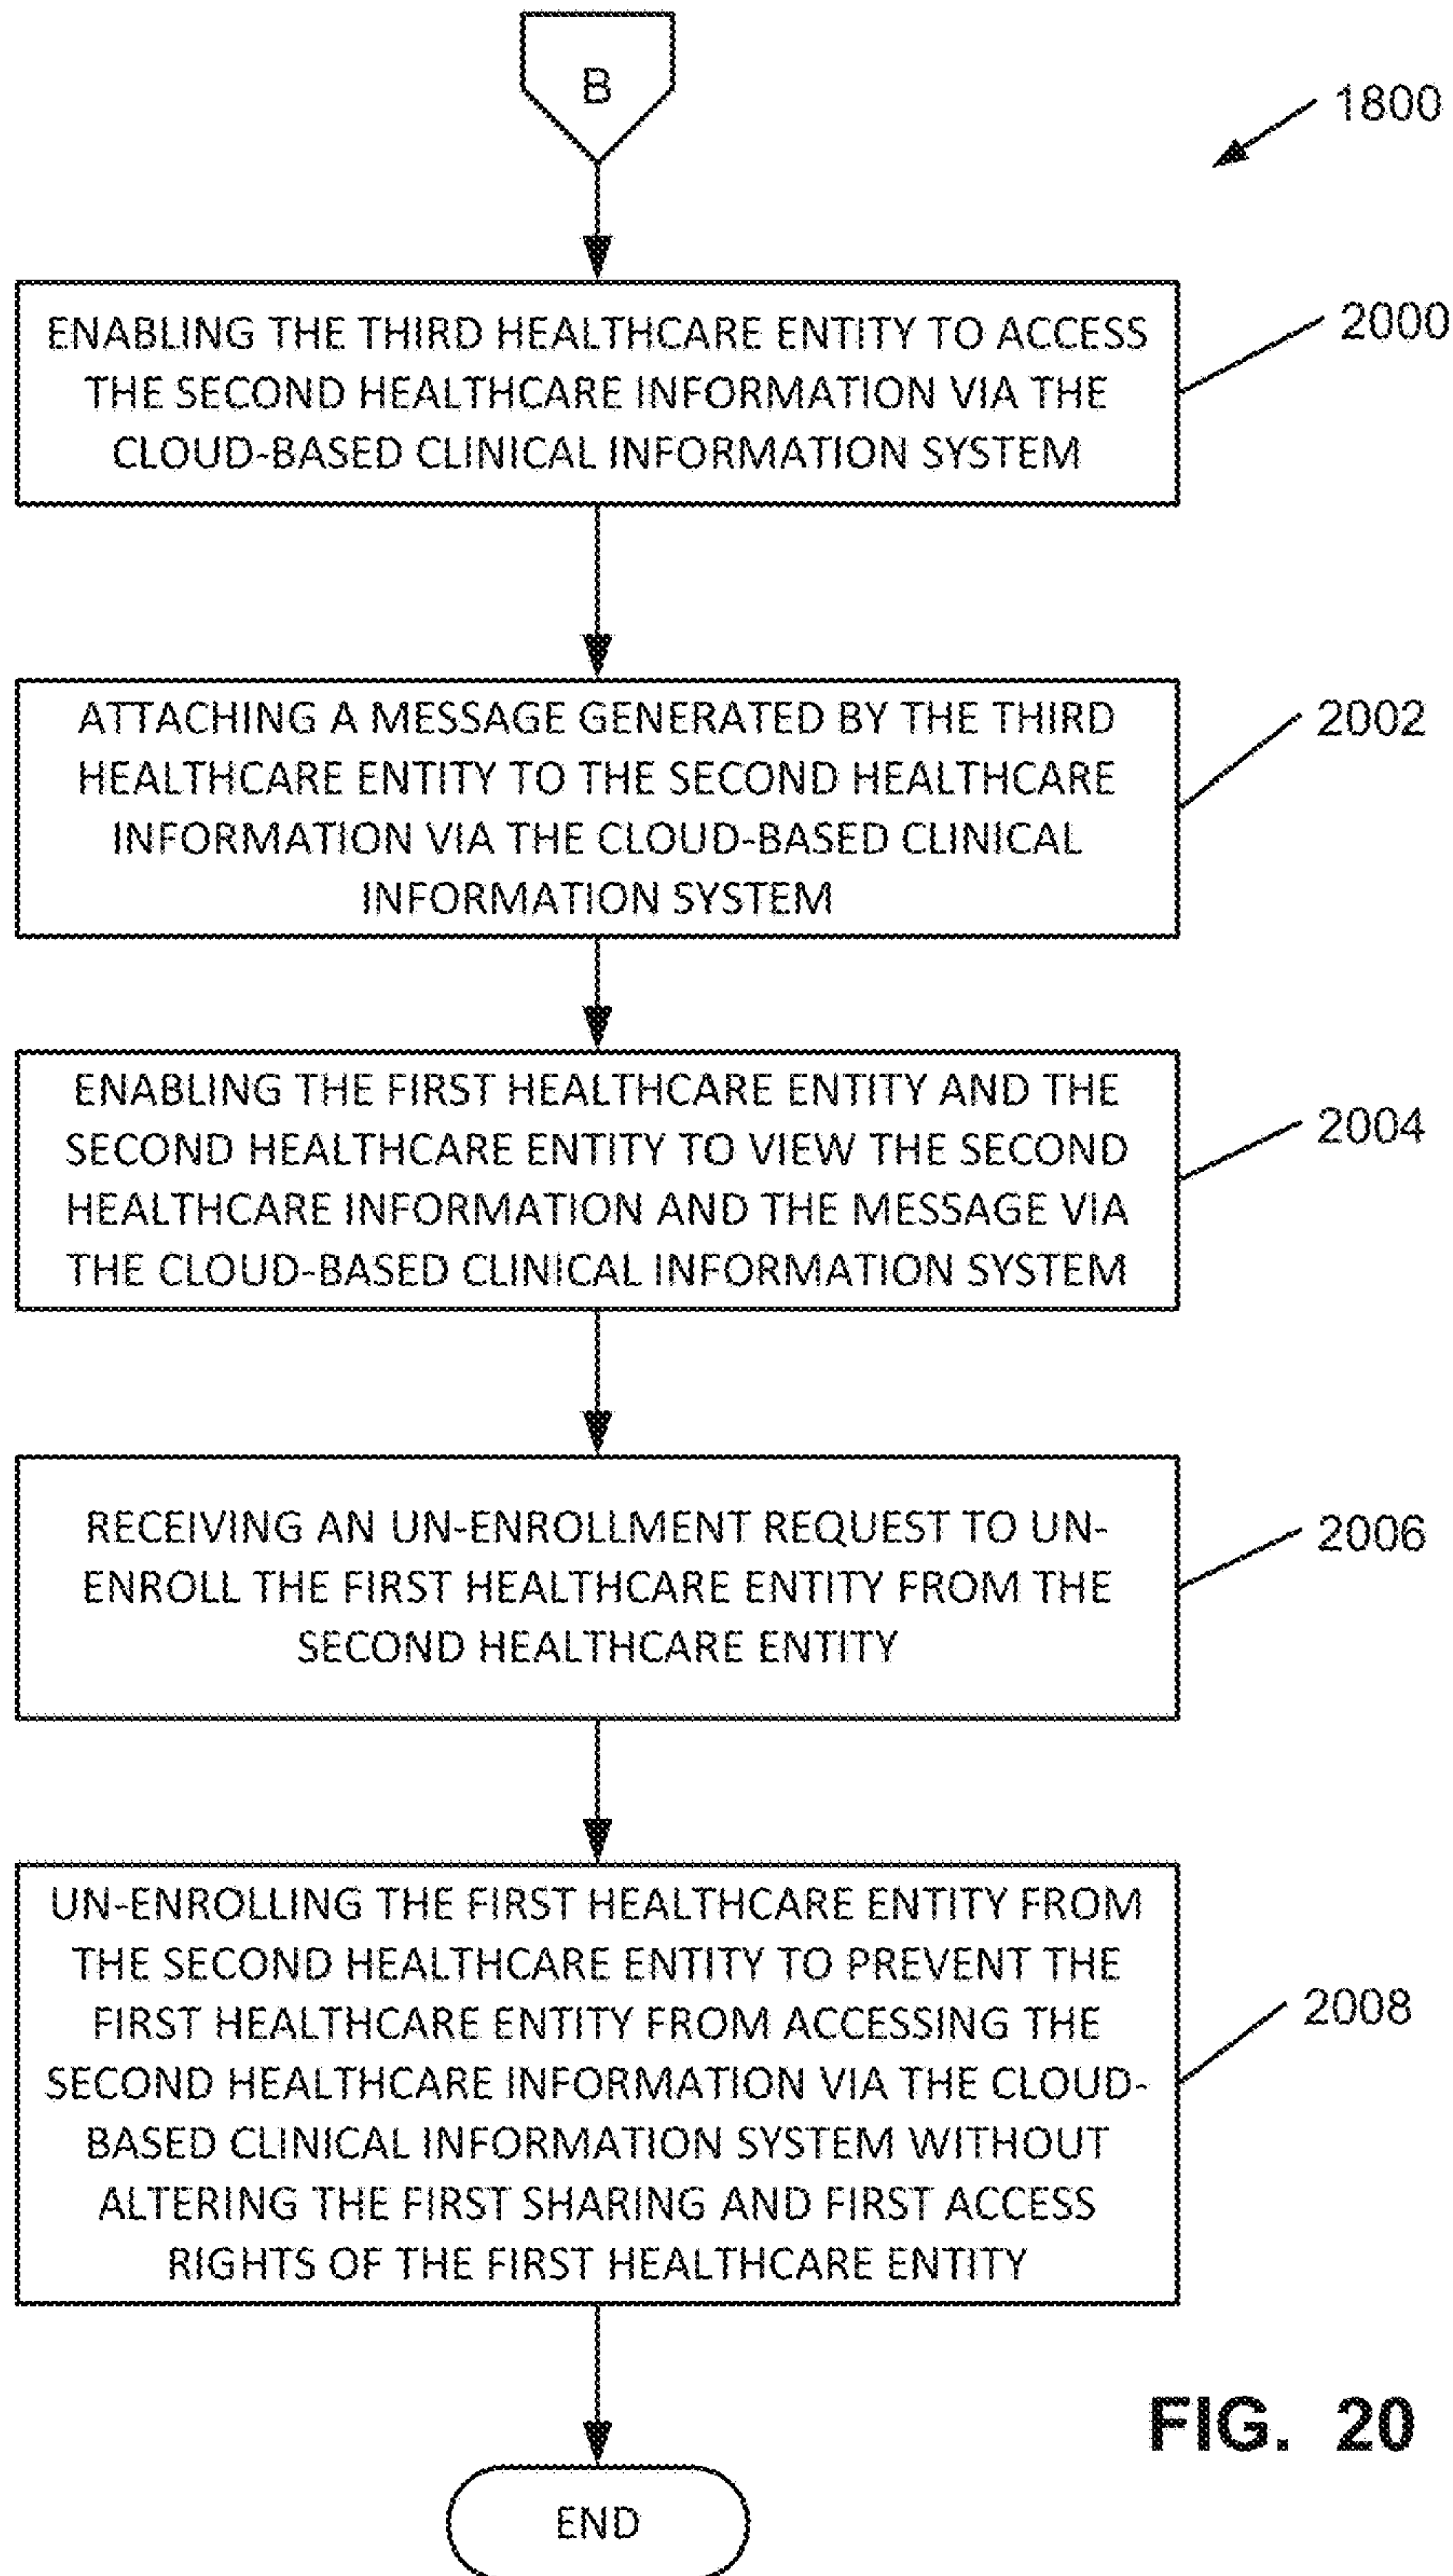 B
1800
ENABLING THE THIRD HEALTHCARE ENTITY TO ACCESS
THE SECOND HEALTHCARE INFORMATION VIA THE
CLOUD-BASED CLINICAL INFORMATION SYSTEM
2000
ATTACHING A MESSAGE GENERATED BY THE THIRD
HEALTHCARE ENTITY TO THE SECOND HEALTHCARE
INFORMATION VIA THE CLOUD-BASED CLINICAL
INFORMATION SYSTEM
2002
ENABLING THE FIRST HEALTHCARE ENTITY AND THE
SECOND HEALTHCARE ENTITY TO VIEW THE SECOND
HEALTHCARE INFORMATION AND THE MESSAGE VIA
THE CLOUD-BASED CLINICAL INFORMATION SYSTEM
2004
RECEIVING AN UN-ENROLLMENT REQUEST TO UN-
ENROLL THE FIRST HEALTHCARE ENTITY FROM THE
SECOND HEALTHCARE ENTITY
2006
UN-ENROLLING THE FIRST HEALTHCARE ENTITY FROM
THE SECOND HEALTHCARE ENTITY TO PREVENT THE
FIRST HEALTHCARE ENTITY FROM ACCESSING THE
SECOND HEALTHCARE INFORMATION VIA THE CLOUD-
BASED CLINICAL INFORMATION SYSTEM WITHOUT
ALTERING THE FIRST SHARING AND FIRST ACCESS
RIGHTS OF THE FIRST HEALTHCARE ENTITY
2008
FIG. 20
END